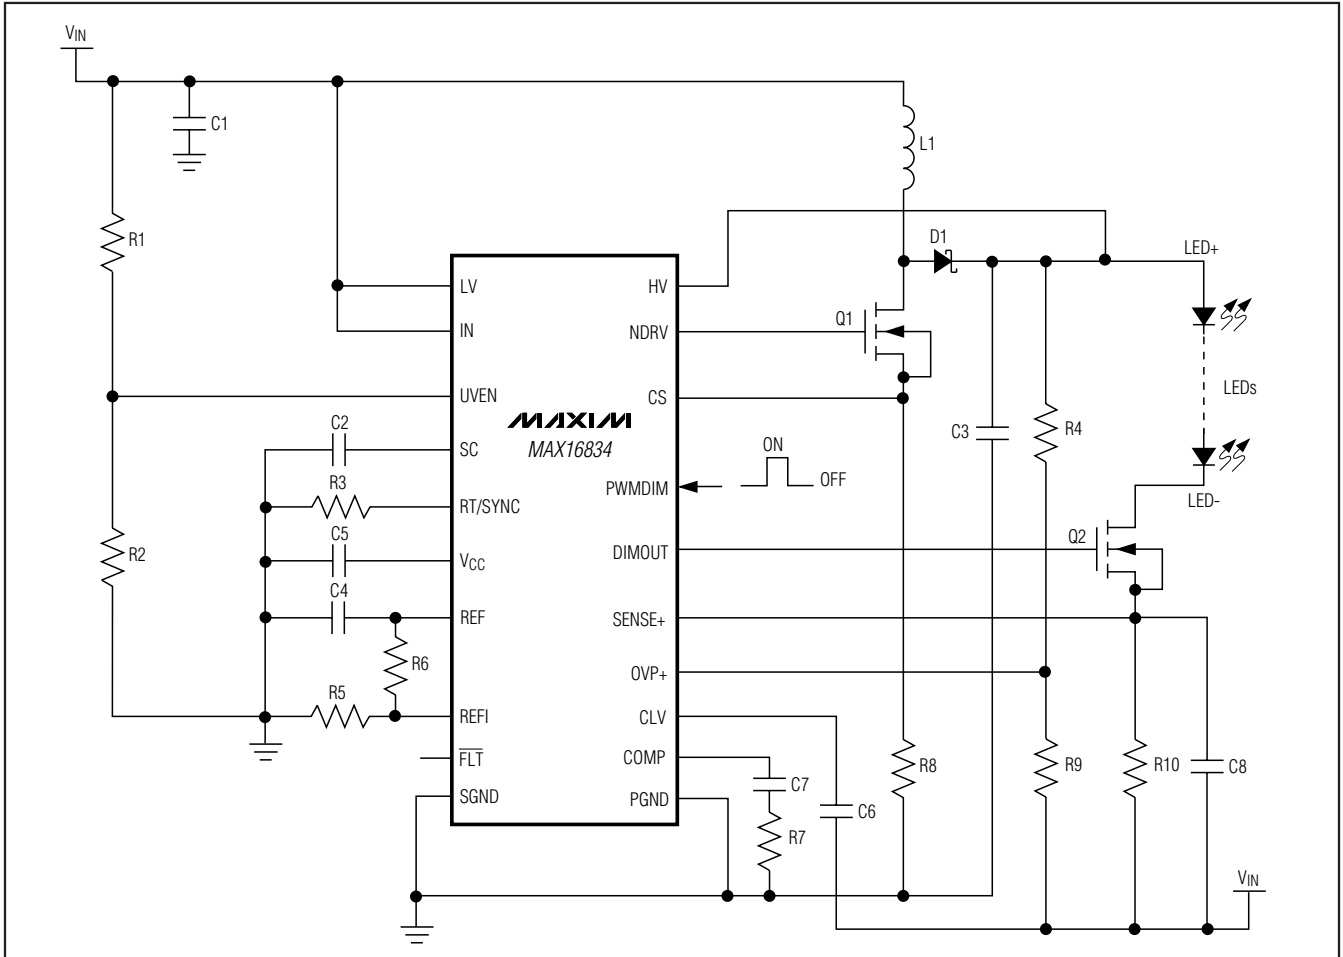 VIN
C1
L1
R1
D1
LED+
LV
HV
Q1
IN
NDRV
LEDs
UVEN
CS
C2
MAXIM
C3
R4
SC
MAX16834
ON
R3
PWMDIM
OFF
LED-
RT/SYNC
C5
Q2
R2
VCC
DIMOUT
C4
REF
SENSE+
R6
OVP+
R5
REFI
CLV
FLT
COMP
R8
R9
R10
C8
C7
SGND
PGND
C6
R7
VIN